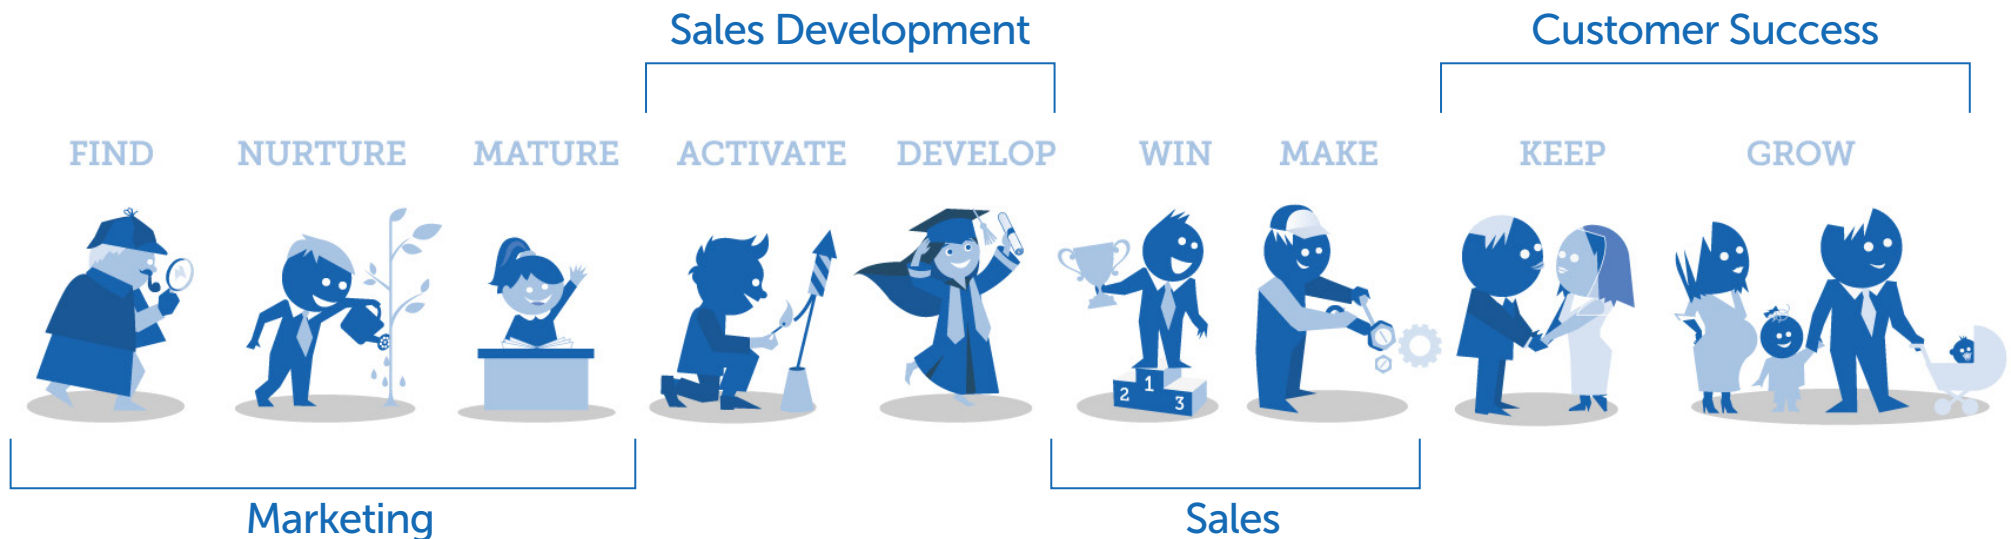 Sales Development
Customer Success
FIND NURTURE MATURE ACTIVATE DEVELOP WIN MAKE KEEP GROW
2 1 3
Marketing
Sales